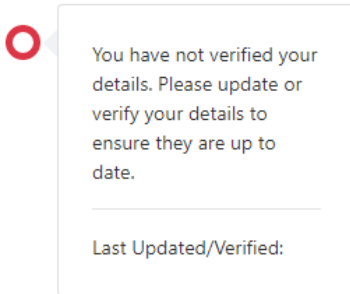 You have not verified your
details. Please update or
verify your details to
ensure they are up to
date.
Last Updated/Verified: